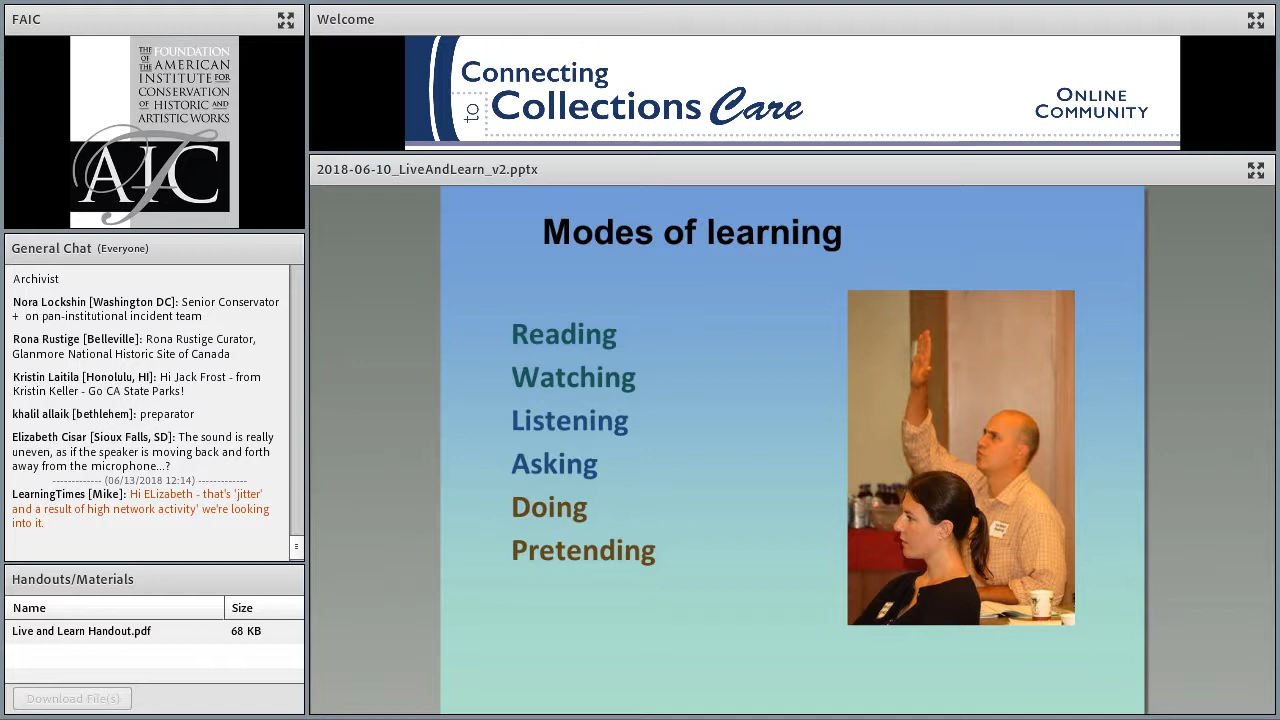 FAIC
THE FOUNDATION
OF THE AMERICAN
INSTITUTE FOR
CONSERVATION
OF HISTORIC AND
ARTISTIC WORKS
AIC
General Chat (Everyone)
Archivist
Nora Lockshin [Washington DC]: Senior Conservator
+ on pan-institutional incident team
Rona Rustige [Belleville]: Rona Rustige Curator,
Glanmore National Historic Site of Canada
Kristin Laitila [Honolulu, HI]: Hi Jack Frost - from
Kristin Keller - Go CA State Parks!
khalil allaik [bethlehem]: preparator
Elizabeth Cisar [Sioux Falls, SD]: The sound is really
uneven, as if the speaker is moving back and forth
away from the microphone...?
------------ (06/13/2018 12:14) -------------
LearningTimes [Mike]: Hi ELizabeth - that's 'jitter'
and a result of high network activity' we're looking
into it.
Handouts/Materials
Name Size
Live and Learn Handout.pdf 68 KB
Download File(s)
Welcome
Connecting
to Collections Care
ONLINE
COMMUNITY
2018-06-10_LiveAndLearn_v2.pptx
Modes of learning
Reading
Watching
Listening
Asking
Doing
Pretending